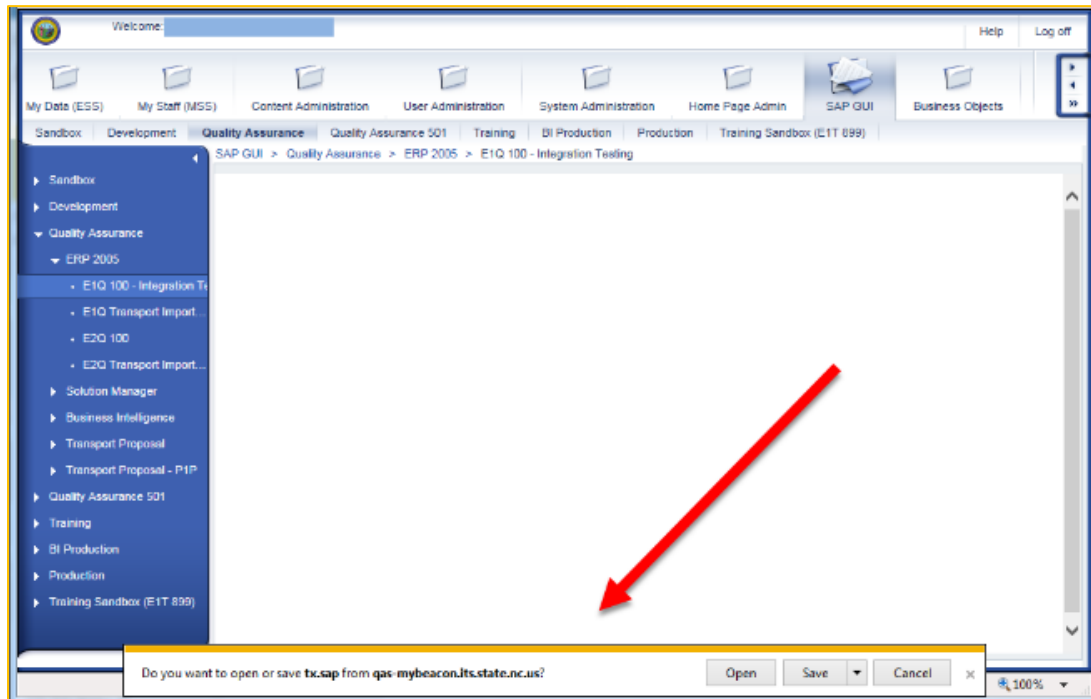 Welcome:
Help Log off
My Data (ESS) My Staff (MSS) Content Administration User Administration System Administration Home Page Admin SAP GUI Business Objects
Sandbox Development Quality Assurance Quality Assurance 501 Training BI Production Production Training Sandbox (E1T 899)
SAP GUI > Quality Assurance > ERP 2005 > E1Q 100 - Integration Testing
Sandbox
Development
Quality Assurance
ERP 2005
E1Q 100 - Integration Te
E1Q Transport Import...
E2Q 100
E2Q Transport Import...
Solution Manager
Business Intelligence
Transport Proposal
Transport Proposal - P1P
Quality Assurance 501
Training
BI Production
Production
Training Sandbox (E1T 899)
Do you want to open or save tx.sap from qas-mybeacon.its.state.nc.us? Open Save Cancel x
100%